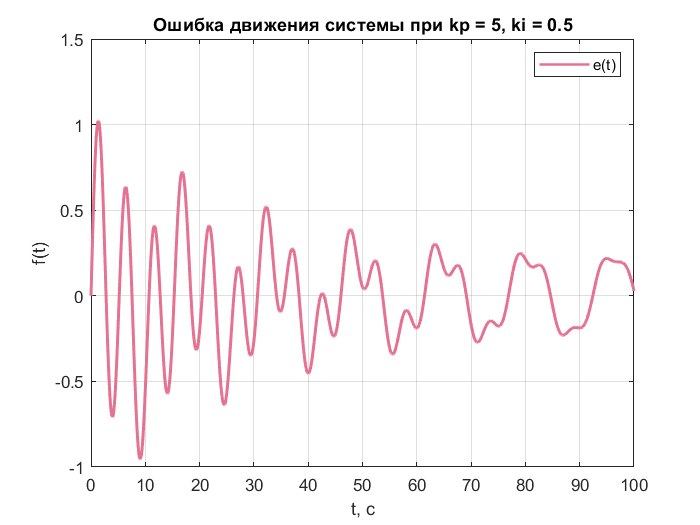 Ошибка движения системы при kp = 5, ki = 0.5
e(t)
f(t)
1.5
1
0.5
0
-0.5
-1
0 10 20 30 40 50 60 70 80 90 100
t, c